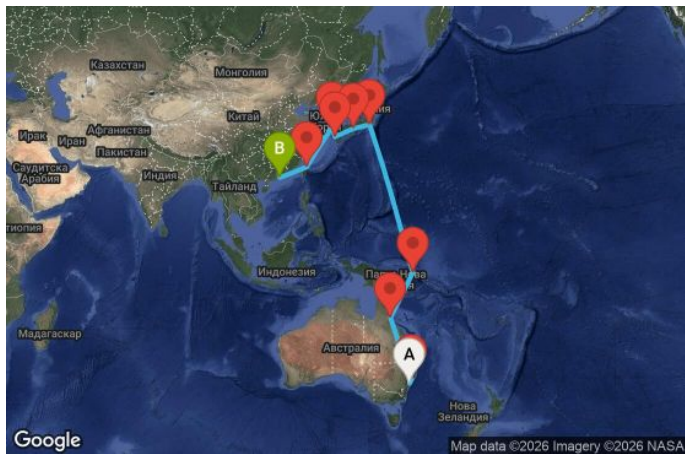 Казахстан
Монголия
Ирак
Афганистан
Иран
Китай
Пакистан
Саудитска
Арабия
Индия
B
Тайланд
Индонезия
Нова
Мадагаскар
Австралия
A
Нова
Зеландия
Google
Map data ©2026 Imagery ©2026 NASA